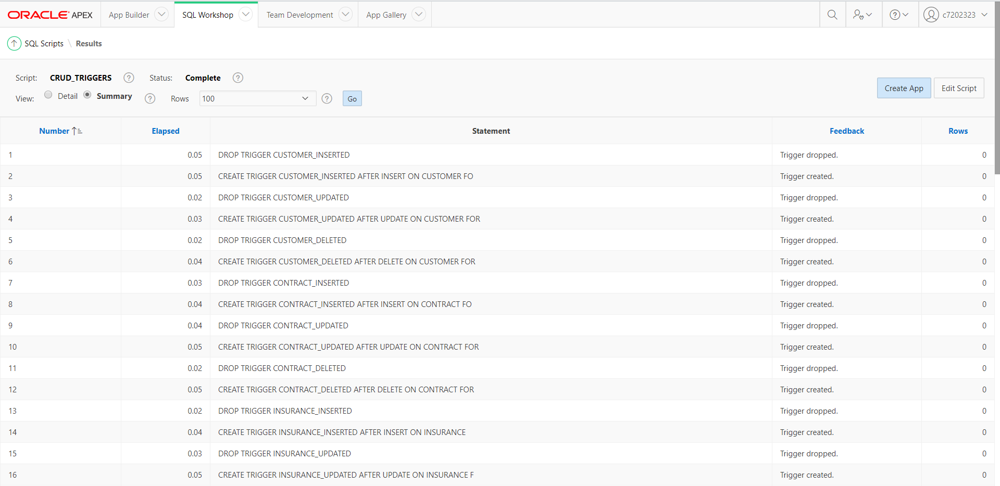 ORACLE APEX App Builder SQL Workshop Team Development App Gallery c7202323
SQL Scripts \ Results
Script: CRUD_TRIGGERS ? Status: Complete ?
View: Detail Summary ? Rows 100 ? Go Create App Edit Script
Number Elapsed Statement Feedback Rows
1 0.05 DROP TRIGGER CUSTOMER_INSERTED Trigger dropped. 0
2 0.05 CREATE TRIGGER CUSTOMER_INSERTED AFTER INSERT ON CUSTOMER FO Trigger created. 0
3 0.02 DROP TRIGGER CUSTOMER_UPDATED Trigger dropped. 0
4 0.03 CREATE TRIGGER CUSTOMER_UPDATED AFTER UPDATE ON CUSTOMER FOR Trigger created. 0
5 0.02 DROP TRIGGER CUSTOMER_DELETED Trigger dropped. 0
6 0.04 CREATE TRIGGER CUSTOMER_DELETED AFTER DELETE ON CUSTOMER FOR Trigger created. 0
7 0.03 DROP TRIGGER CONTRACT_INSERTED Trigger dropped. 0
8 0.04 CREATE TRIGGER CONTRACT_INSERTED AFTER INSERT ON CONTRACT FO Trigger created. 0
9 0.04 DROP TRIGGER CONTRACT_UPDATED Trigger dropped. 0
10 0.05 CREATE TRIGGER CONTRACT_UPDATED AFTER UPDATE ON CONTRACT FOR Trigger created. 0
11 0.02 DROP TRIGGER CONTRACT_DELETED Trigger dropped. 0
12 0.05 CREATE TRIGGER CONTRACT_DELETED AFTER DELETE ON CONTRACT FOR Trigger created. 0
13 0.02 DROP TRIGGER INSURANCE_INSERTED Trigger dropped. 0
14 0.04 CREATE TRIGGER INSURANCE_INSERTED AFTER INSERT ON INSURANCE Trigger created. 0
15 0.03 DROP TRIGGER INSURANCE_UPDATED Trigger dropped. 0
16 0.05 CREATE TRIGGER INSURANCE_UPDATED AFTER UPDATE ON INSURANCE F Trigger created. 0